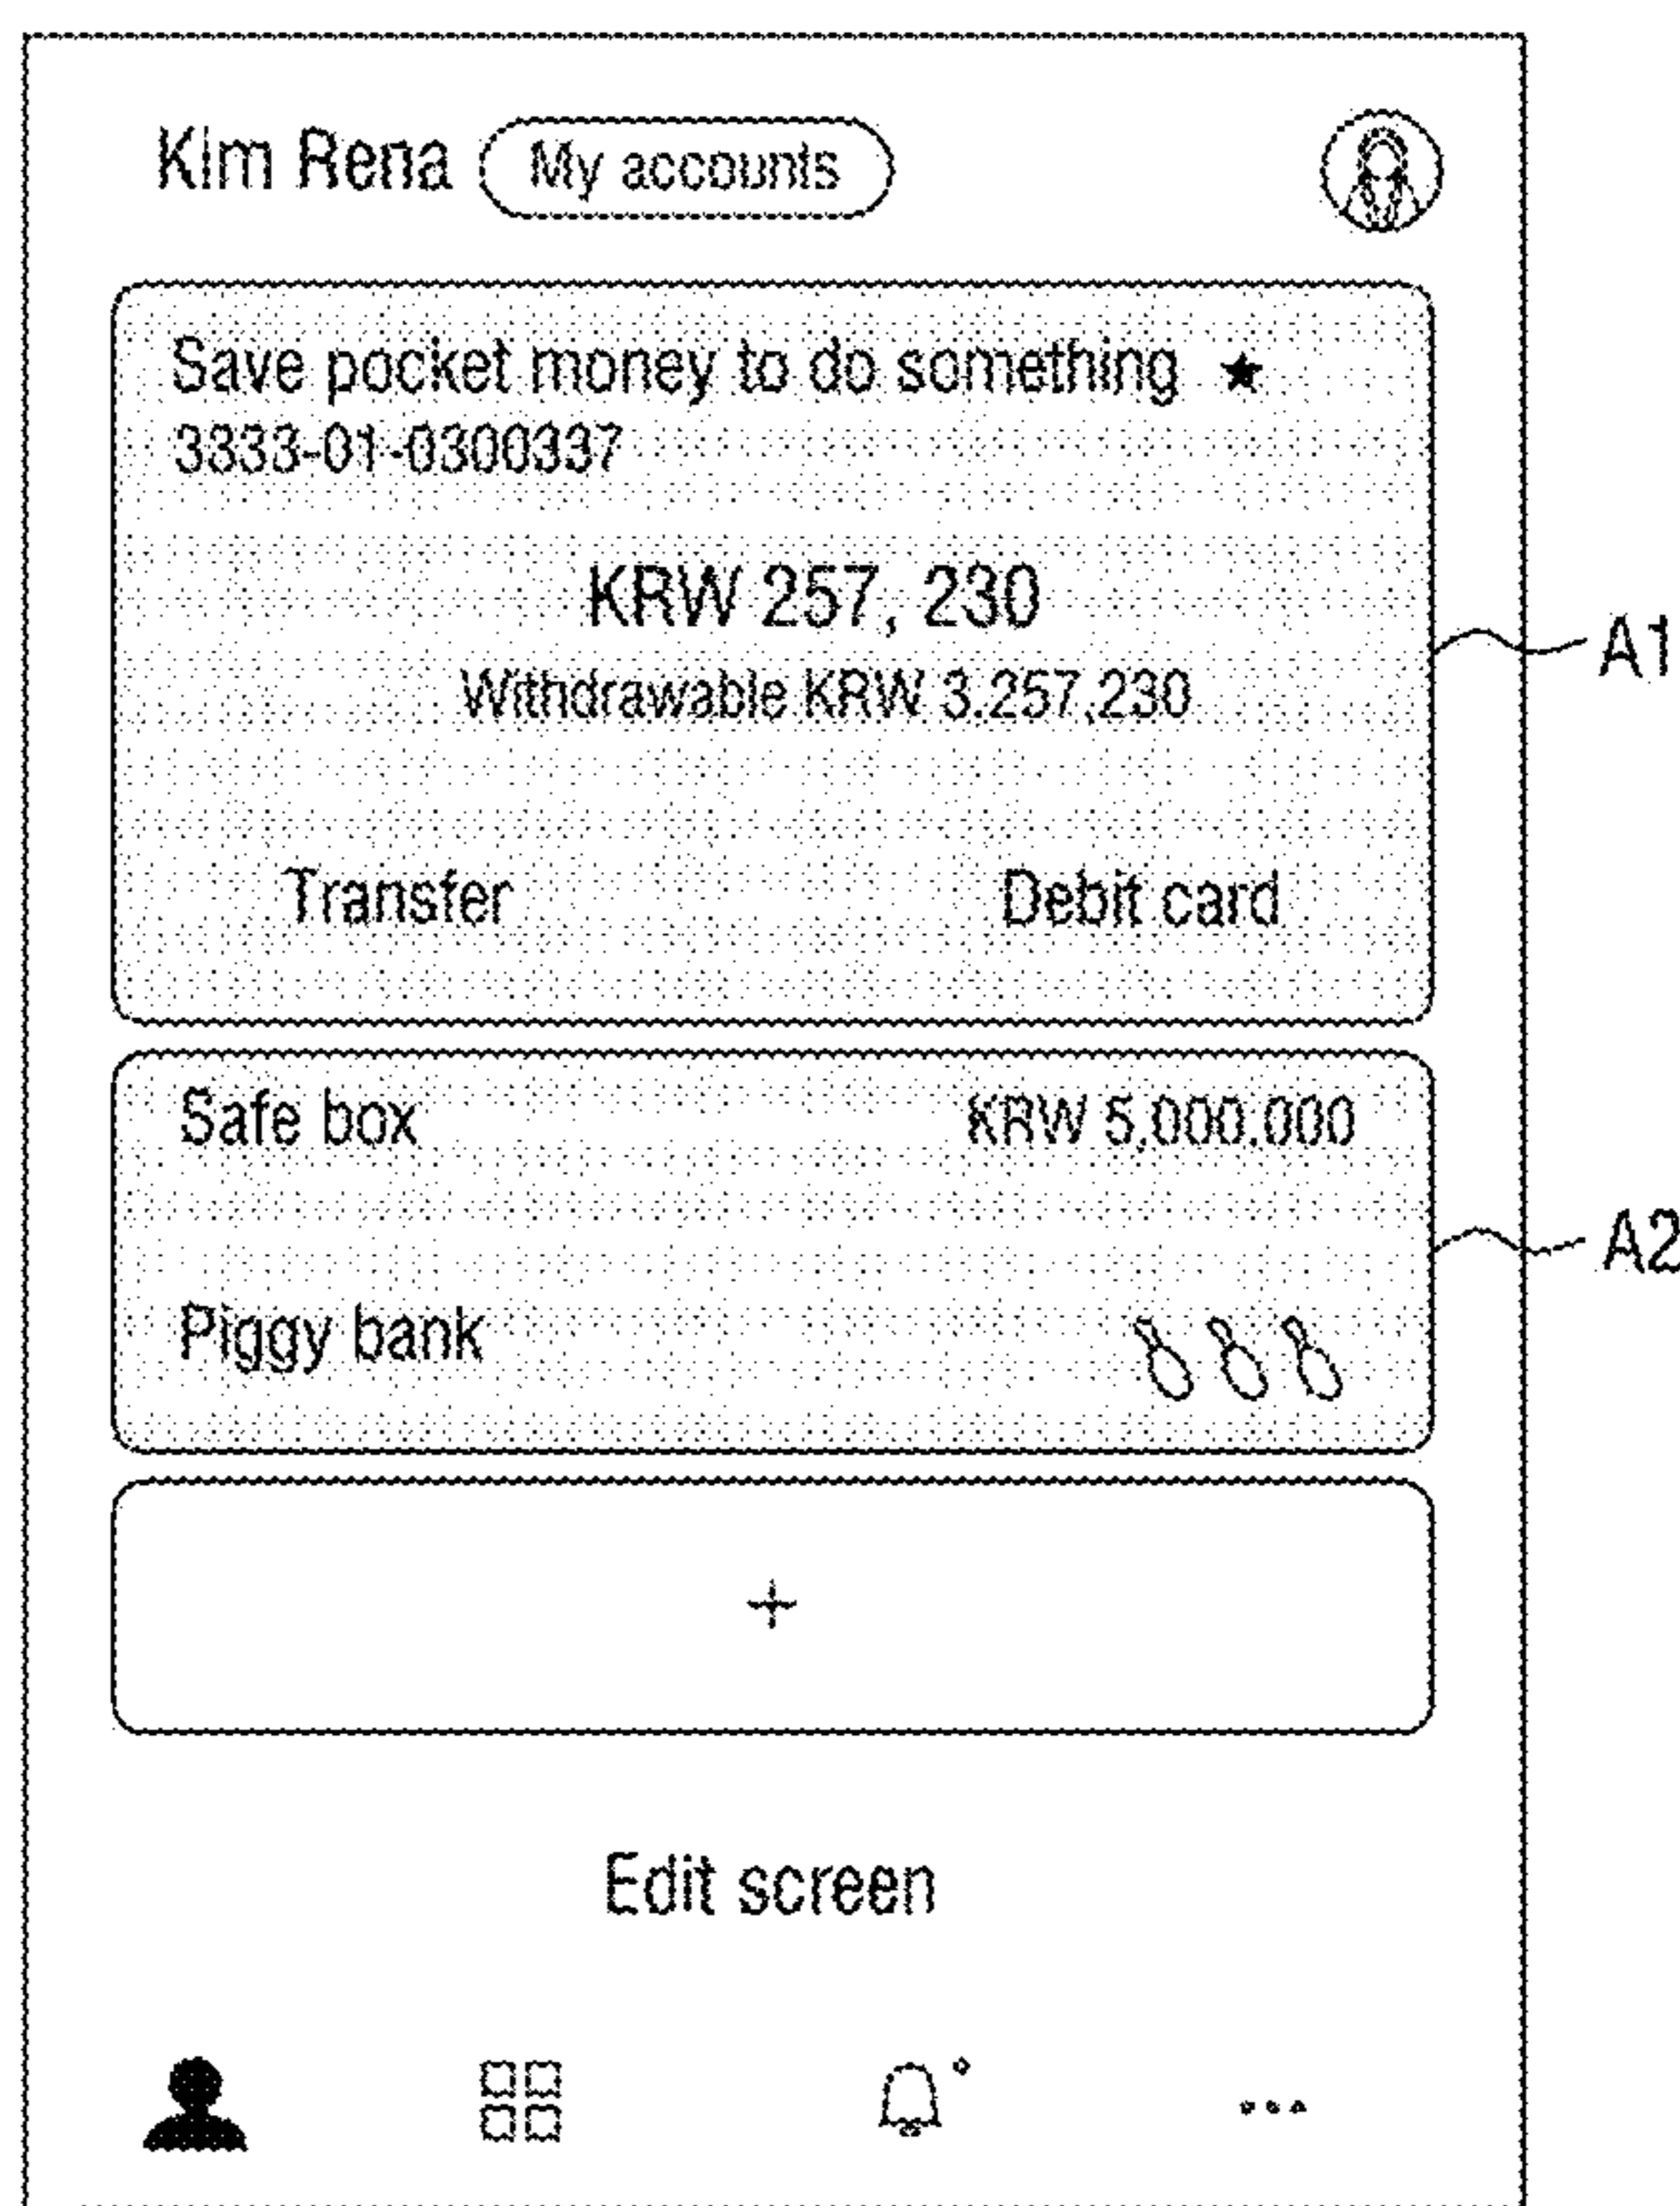 Kim Rena My accounts
Save pocket money to do something ★
3333-01-0300337
KRW 257, 230
A1
Withdrawable KRW 3,257,230
Transfer Debit card
Safe box KRW 5,000,000
A2
Piggy bank
+
Edit screen